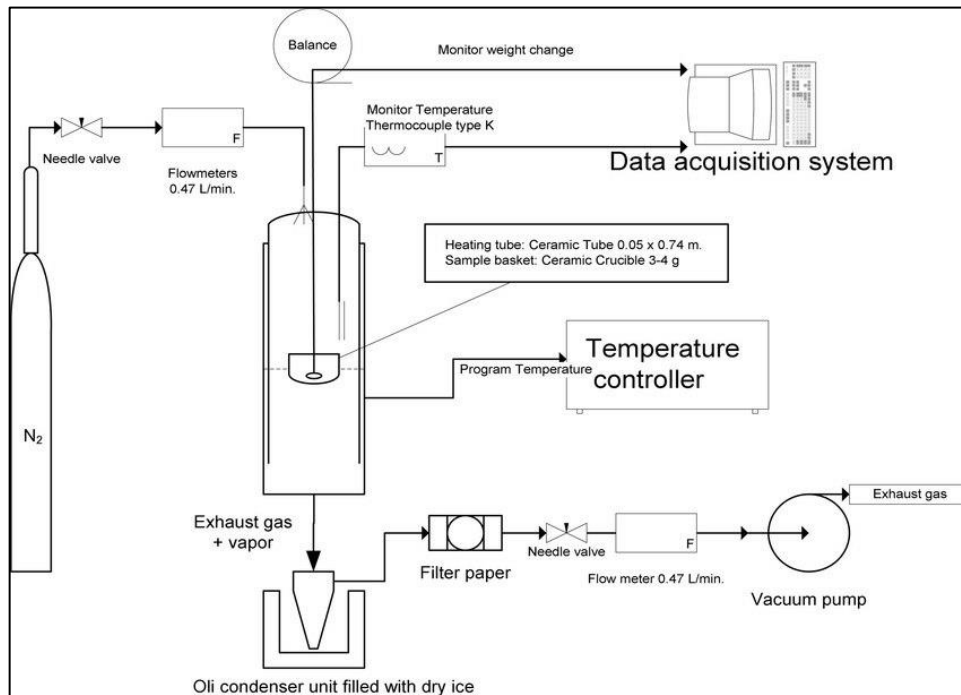 Balance
Monitor weight change
Monitor Temperature
Thermocouple type K
T
Data acquisition system
Needle valve
F
Flowmeters
0.47 L/min.
Heating tube: Ceramic Tube 0.05 x 0.74 m.
Sample basket: Ceramic Crucible 3-4 g
Temperature
controller
Program Temperature
N₂
Exhaust gas
+ vapor
Filter paper
Needle valve
F
Flow meter 0.47 L/min.
Exhaust gas
Vacuum pump
Oli condenser unit filled with dry ice